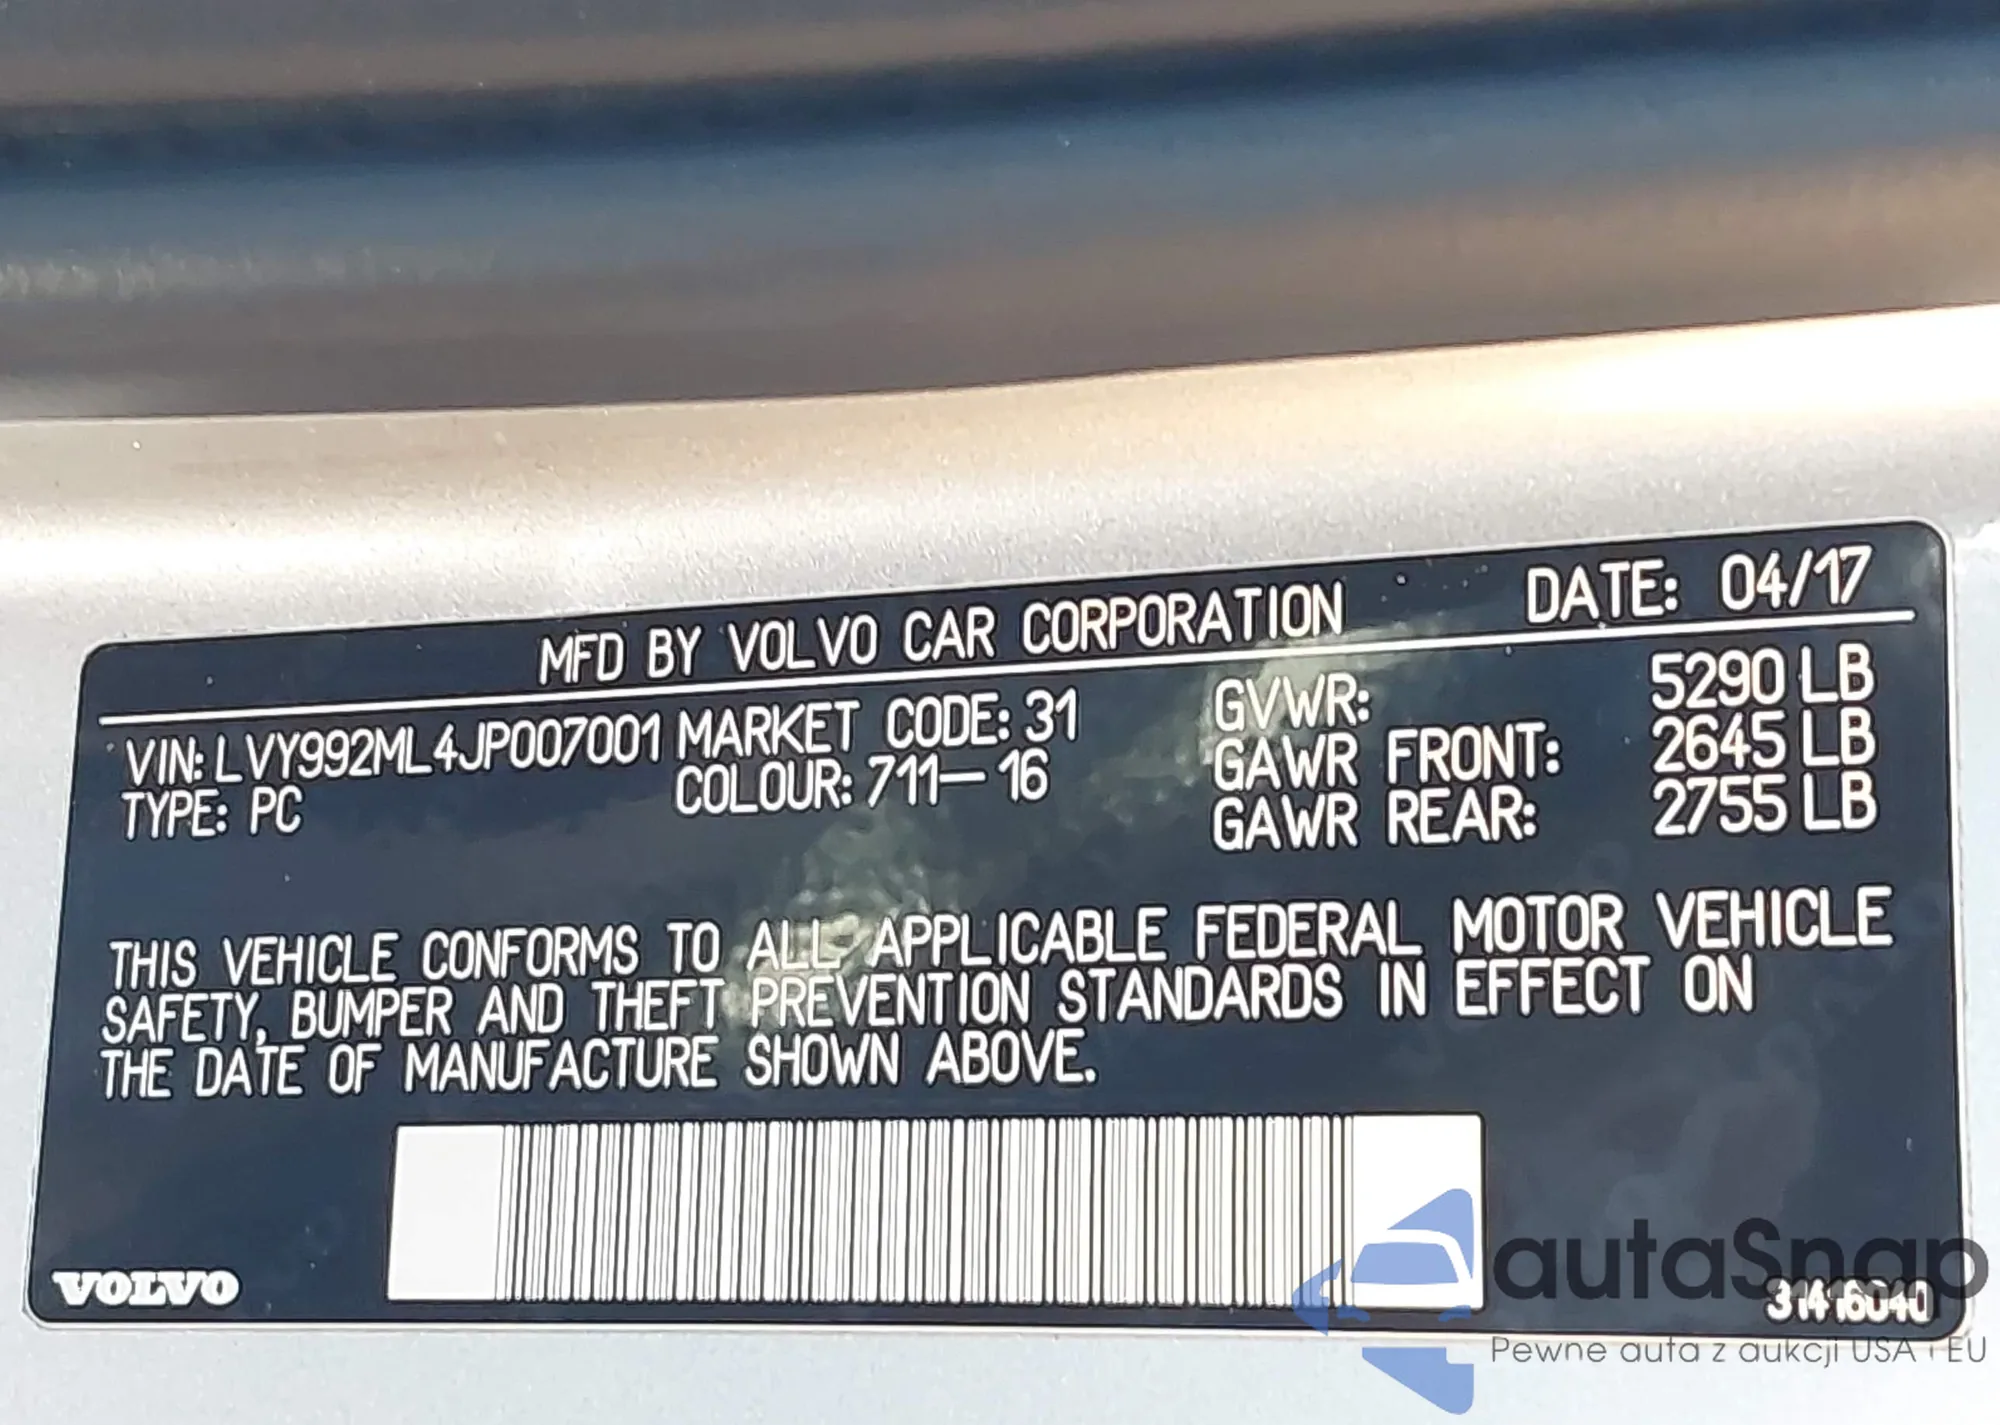 MFD BY VOLVO CAR CORPORATION DATE: 04/17
VIN: LVY992ML4JP007001 MARKET CODE: 31 GVWR: 5290 LB
TYPE: PC COLOUR: 711-16 GAWR FRONT: 2645 LB
GAWR REAR: 2755 LB
THIS VEHICLE CONFORMS TO ALL APPLICABLE FEDERAL MOTOR VEHICLE
SAFETY, BUMPER AND THEFT PREVENTION STANDARDS IN EFFECT ON
THE DATE OF MANUFACTURE SHOWN ABOVE.
VOLVO
31416040
autaSnap
Pewne auta z aukcji USA i EU